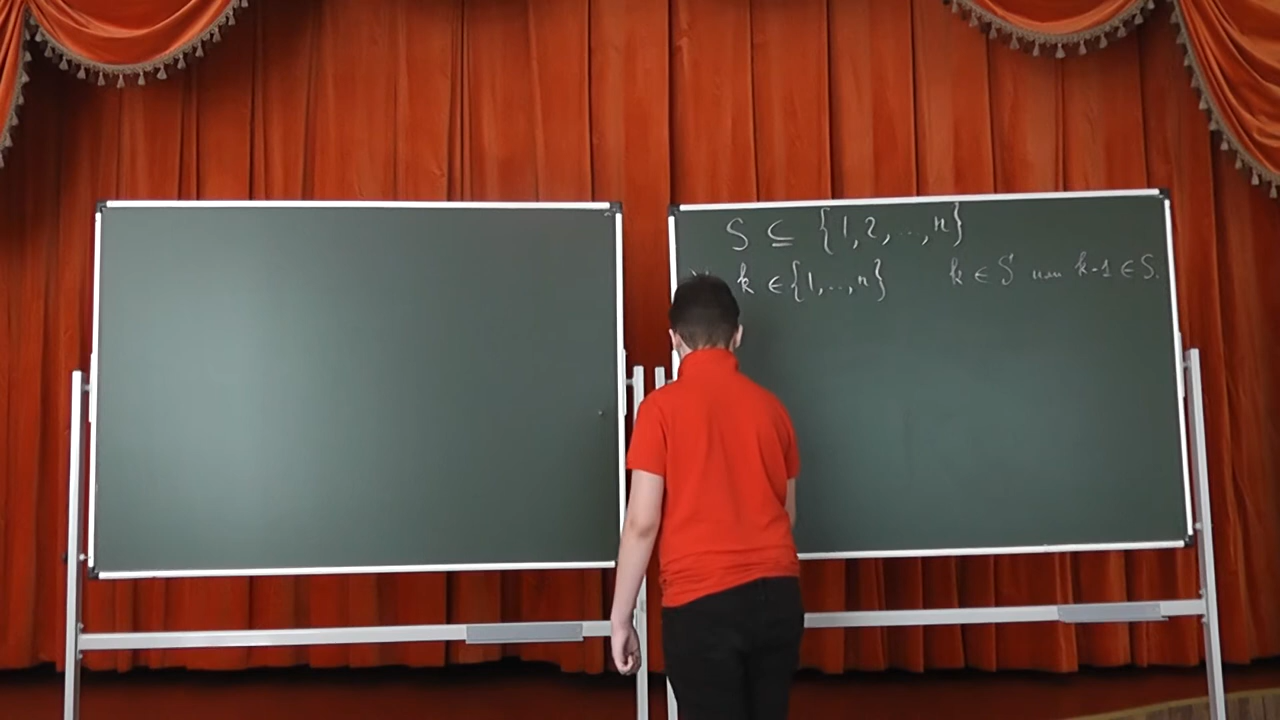 S ⊆ {1,2,...,n}
k ∈ {1,...,n} k ∈ S или k-1 ∈ S.